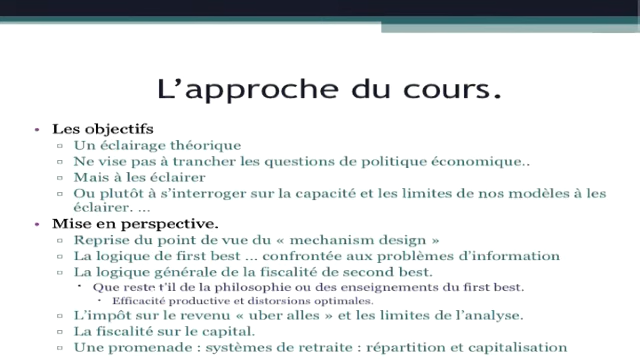 L'approche du cours.
• Les objectifs
▫ Un éclairage théorique
▫ Ne vise pas à trancher les questions de politique économique..
▫ Mais à les éclairer
▫ Ou plutôt à s'interroger sur la capacité et les limites de nos modèles à les
éclairer. ...
• Mise en perspective.
▫ Reprise du point de vue du « mechanism design »
▫ La logique de first best ... confrontée aux problèmes d'information
▫ La logique générale de la fiscalité de second best.
• Que reste t'il de la philosophie ou des enseignements du first best.
• Efficacité productive et distorsions optimales.
▫ L'impôt sur le revenu « uber alles » et les limites de l'analyse.
▫ La fiscalité sur le capital.
▫ Une promenade : systèmes de retraite : répartition et capitalisation